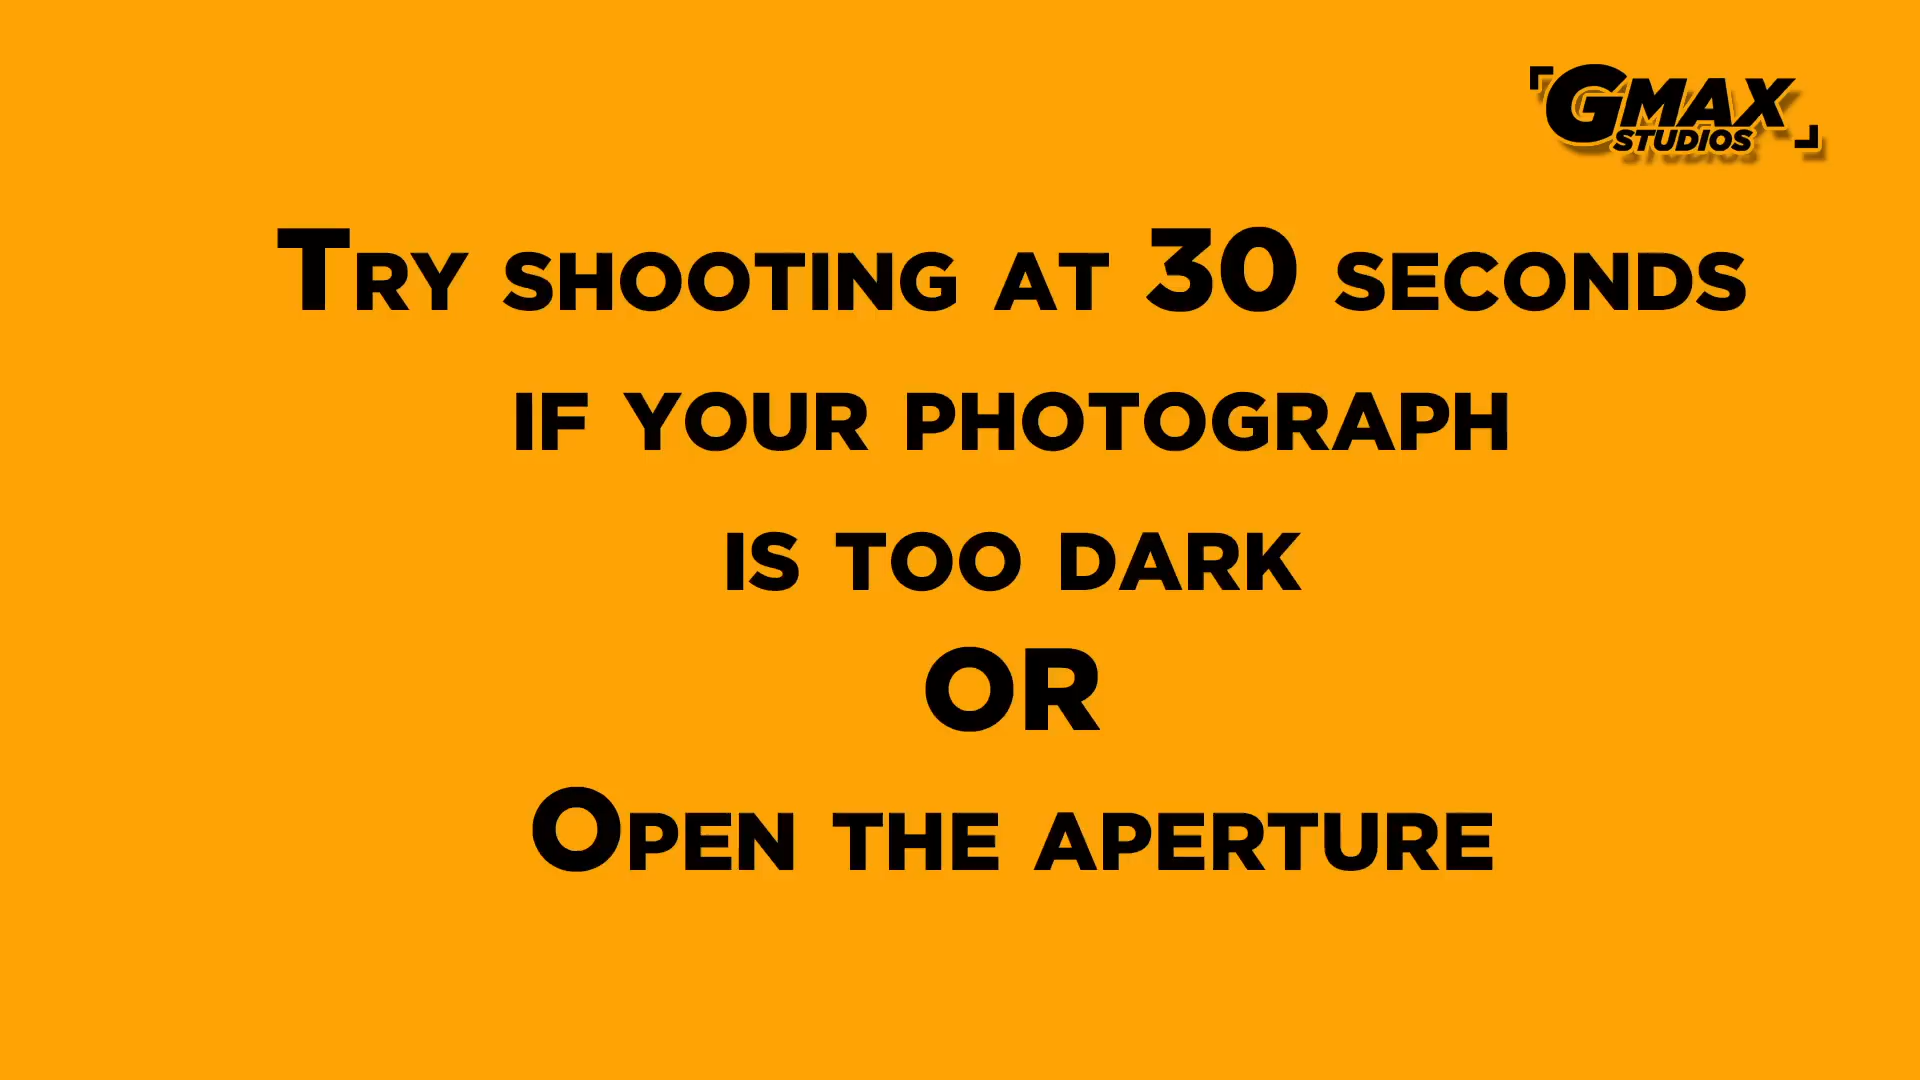 GMAX
STUDIOS
Try shooting at 30 seconds
if your photograph
is too dark
OR
Open the aperture